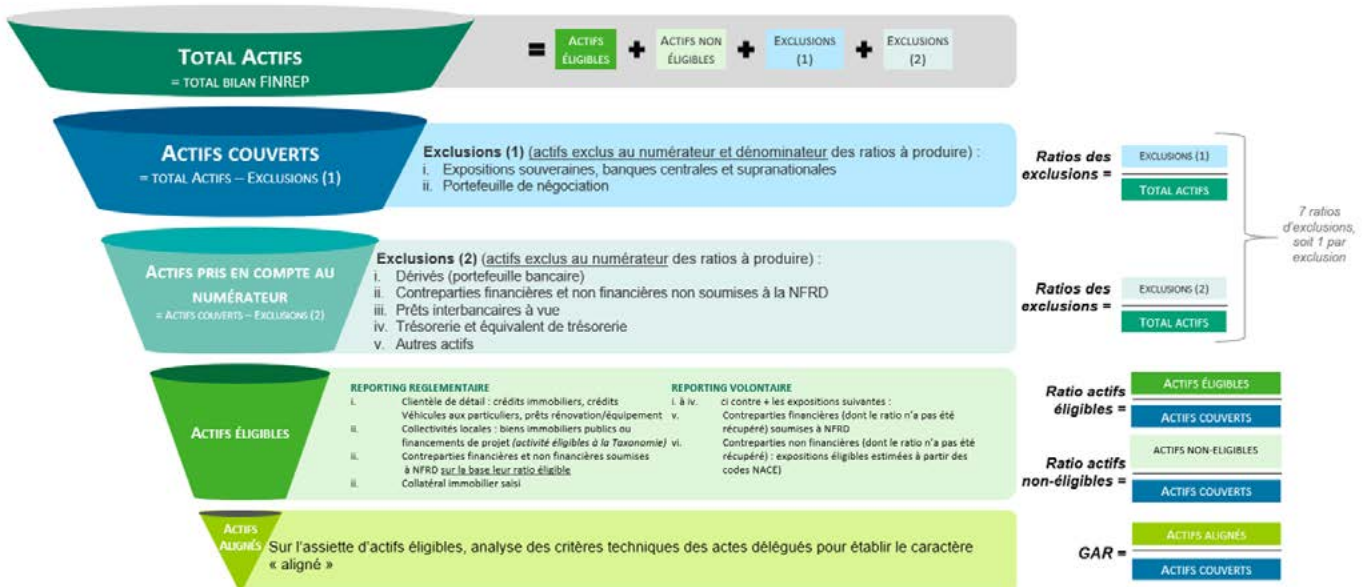 TOTAL ACTIFS
= TOTAL BILAN FINREP
= ACTIFS ÉLIGIBLES + ACTIFS NON ÉLIGIBLES + EXCLUSIONS (1) + EXCLUSIONS (2)
ACTIFS COUVERTS
= TOTAL ACTIFS – EXCLUSIONS (1)
Exclusions (1) (actifs exclus au numérateur et dénominateur des ratios à produire) :
i. Expositions souveraines, banques centrales et supranationales
ii. Portefeuille de négociation
Ratios des exclusions =
EXCLUSIONS (1)
TOTAL ACTIFS
7 ratios
d'exclusions,
soit 1 par
exclusion
ACTIFS PRIS EN COMPTE AU
NUMÉRATEUR
= ACTIFS COUVERTS – EXCLUSIONS (2)
Exclusions (2) (actifs exclus au numérateur des ratios à produire) :
i. Dérivés (portefeuille bancaire)
ii. Contreparties financières et non financières non soumises à la NFRD
iii. Prêts interbancaires à vue
iv. Trésorerie et équivalent de trésorerie
v. Autres actifs
Ratios des exclusions =
EXCLUSIONS (2)
TOTAL ACTIFS
ACTIFS ÉLIGIBLES
REPORTING REGLEMENTAIRE
i. Clientèle de détail : crédits immobiliers, crédits
Véhicules aux particuliers, prêts rénovation/équipement
ii. Collectivités locales : biens immobiliers publics ou
financements de projet (activité éligibles à la Taxonomie)
ii. Contreparties financières et non financières soumises
à NFRD sur la base leur ratio éligible
ii. Collatéral immobilier saisi
REPORTING VOLONTAIRE
i. à iv. ci contre + les expositions suivantes :
v. Contreparties financières (dont le ratio n'a pas été
récupéré) soumises à NFRD
vi. Contreparties non financières (dont le ratio n'a pas été
récupéré) : expositions éligibles estimées à partir des
codes NACE)
Ratio actifs éligibles =
ACTIFS ÉLIGIBLES
ACTIFS COUVERTS
Ratio actifs non-éligibles =
ACTIFS NON-ELIGIBLES
ACTIFS COUVERTS
ACTIFS
ALIGNÉS
Sur l'assiette d'actifs éligibles, analyse des critères techniques des actes délégués pour établir le caractère
« aligné »
GAR =
ACTIFS ALIGNÉS
ACTIFS COUVERTS